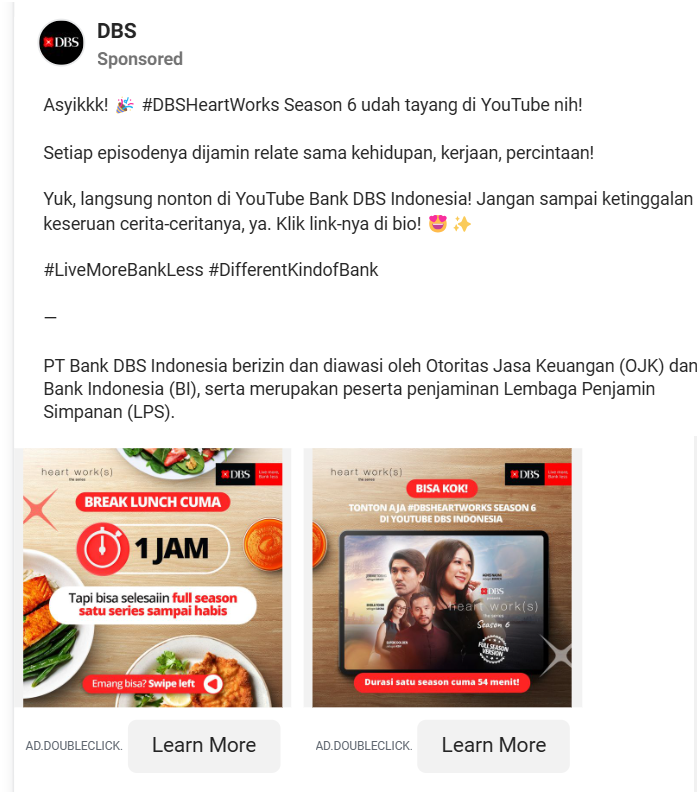 DBS
DBS
Sponsored
Asyikkk! 🎉 #DBSHeartWorks Season 6 udah tayang di YouTube nih!
Setiap episodenya dijamin relate sama kehidupan, kerjaan, percintaan!
Yuk, langsung nonton di YouTube Bank DBS Indonesia! Jangan sampai ketinggalan
keseruan cerita-ceritanya, ya. Klik link-nya di bio! 😍 ✨
#LiveMoreBankLess #DifferentKindofBank
—
PT Bank DBS Indonesia berizin dan diawasi oleh Otoritas Jasa Keuangan (OJK) dan
Bank Indonesia (BI), serta merupakan peserta penjaminan Lembaga Penjamin
Simpanan (LPS).
heart work(s)
the series
DBS
Live more,
Bank less
BREAK LUNCH CUMA
1 JAM
Tapi bisa selesaiin full season
satu series sampai habis
Emang bisa? Swipe left
heart work(s)
the series
DBS
Live more,
Bank less
BISA KOK!
TONTON AJA #DBSHEARTWORKS SEASON 6
DI YOUTUBE DBS INDONESIA
DBS
heart work(s)
Season 6
FULL SEASON
VERSION
Durasi satu season cuma 54 menit!
AD.DOUBLECLICK.
Learn More
AD.DOUBLECLICK.
Learn More